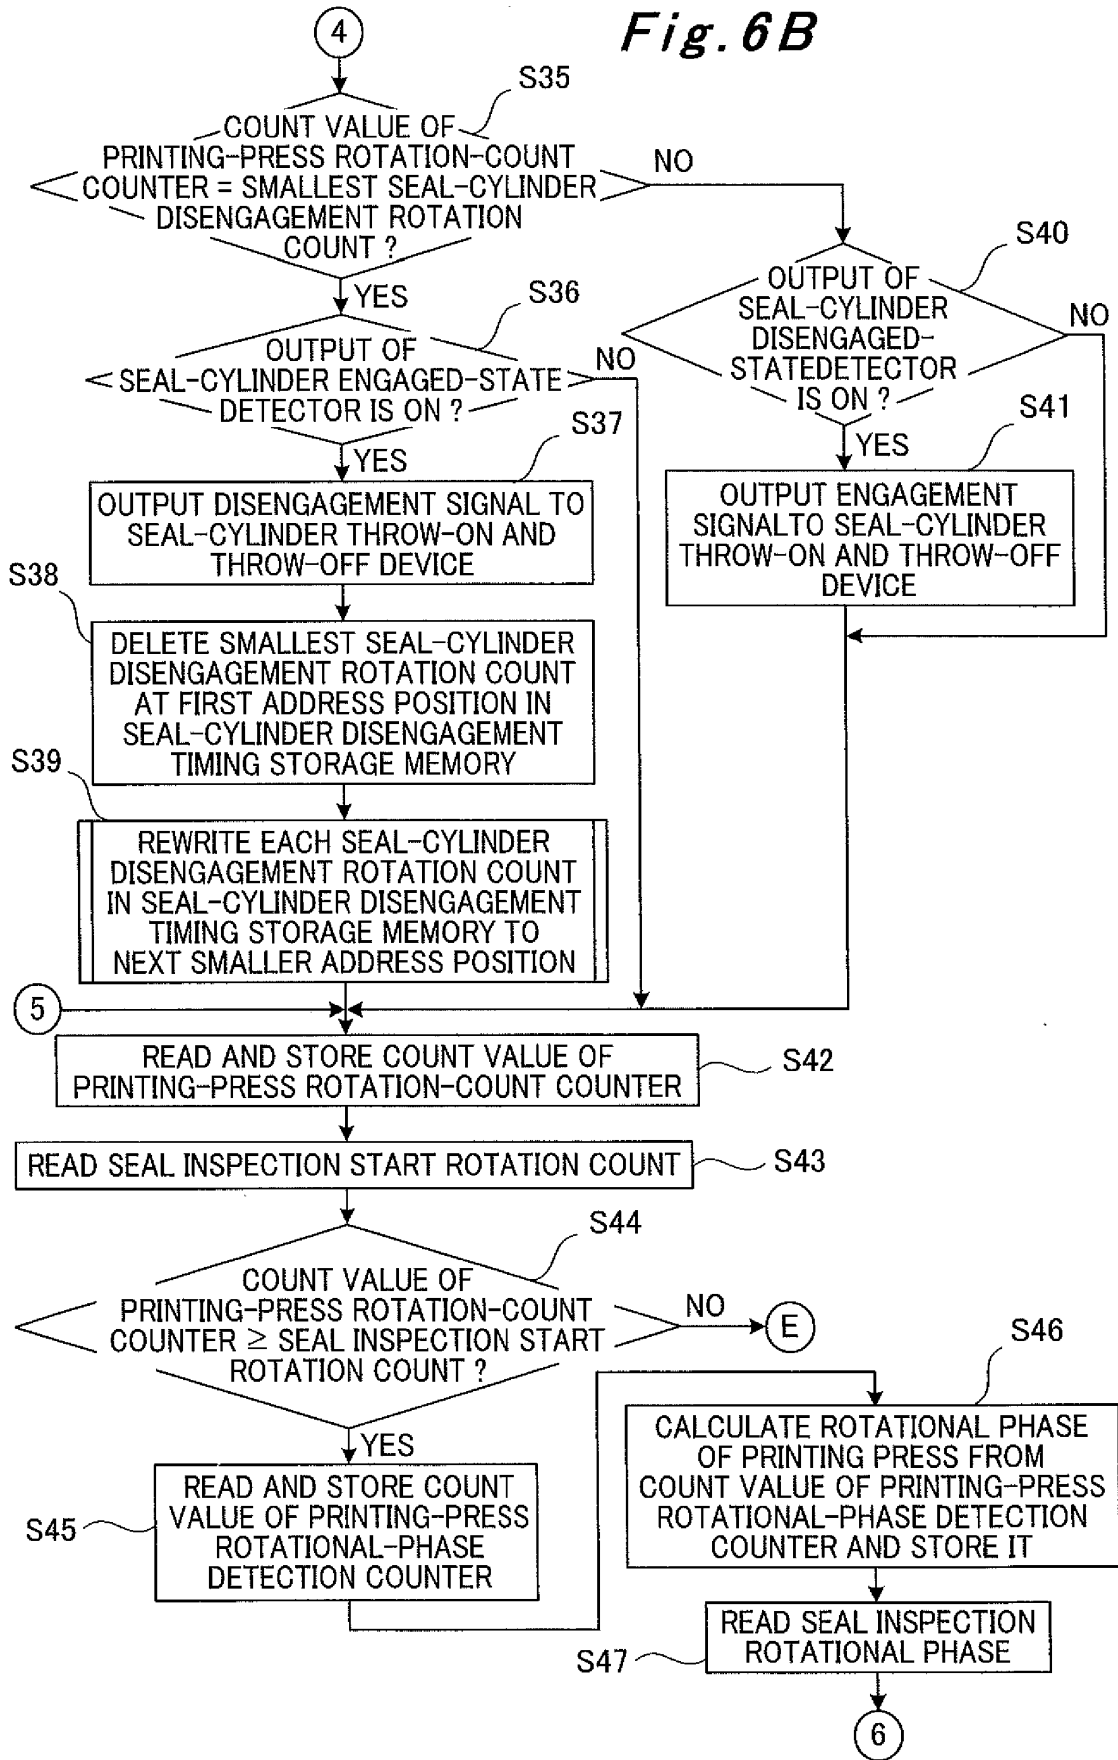 Fig. 6B
4
S35
COUNT VALUE OF
PRINTING-PRESS ROTATION-COUNT
COUNTER = SMALLEST SEAL-CYLINDER
DISENGAGEMENT ROTATION
COUNT ?
NO
YES
S36
OUTPUT OF
SEAL-CYLINDER ENGAGED-STATE
DETECTOR IS ON ?
NO
YES
S40
OUTPUT OF
SEAL-CYLINDER
DISENGAGED-
STATEDETECTOR
IS ON ?
NO
YES
S37
OUTPUT DISENGAGEMENT SIGNAL TO
SEAL-CYLINDER THROW-ON AND
THROW-OFF DEVICE
S41
OUTPUT ENGAGEMENT
SIGNALTO SEAL-CYLINDER
THROW-ON AND THROW-OFF
DEVICE
S38
DELETE SMALLEST SEAL-CYLINDER
DISENGAGEMENT ROTATION COUNT
AT FIRST ADDRESS POSITION IN
SEAL-CYLINDER DISENGAGEMENT
TIMING STORAGE MEMORY
S39
REWRITE EACH SEAL-CYLINDER
DISENGAGEMENT ROTATION COUNT
IN SEAL-CYLINDER DISENGAGEMENT
TIMING STORAGE MEMORY TO
NEXT SMALLER ADDRESS POSITION
5
READ AND STORE COUNT VALUE OF
PRINTING-PRESS ROTATION-COUNT COUNTER
S42
READ SEAL INSPECTION START ROTATION COUNT
S43
S44
COUNT VALUE OF
PRINTING-PRESS ROTATION-COUNT
COUNTER ≥ SEAL INSPECTION START
ROTATION COUNT ?
NO
E
YES
S45
READ AND STORE COUNT
VALUE OF PRINTING-PRESS
ROTATIONAL-PHASE
DETECTION COUNTER
S46
CALCULATE ROTATIONAL PHASE
OF PRINTING PRESS FROM
COUNT VALUE OF PRINTING-PRESS
ROTATIONAL-PHASE DETECTION
COUNTER AND STORE IT
S47
READ SEAL INSPECTION
ROTATIONAL PHASE
6